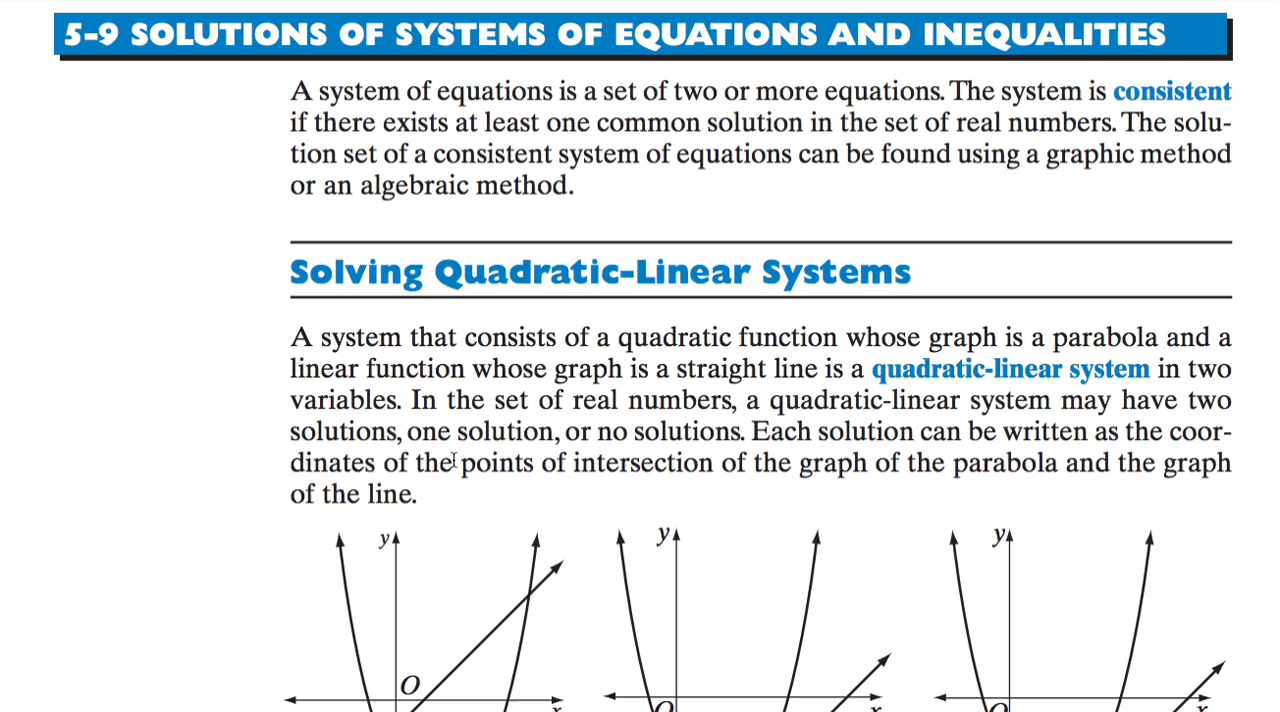 5-9 SOLUTIONS OF SYSTEMS OF EQUATIONS AND INEQUALITIES
A system of equations is a set of two or more equations. The system is consistent
if there exists at least one common solution in the set of real numbers. The solu-
tion set of a consistent system of equations can be found using a graphic method
or an algebraic method.
Solving Quadratic-Linear Systems
A system that consists of a quadratic function whose graph is a parabola and a
linear function whose graph is a straight line is a quadratic-linear system in two
variables. In the set of real numbers, a quadratic-linear system may have two
solutions, one solution, or no solutions. Each solution can be written as the coor-
dinates of the points of intersection of the graph of the parabola and the graph
of the line.
y y y
O
O O
x x x